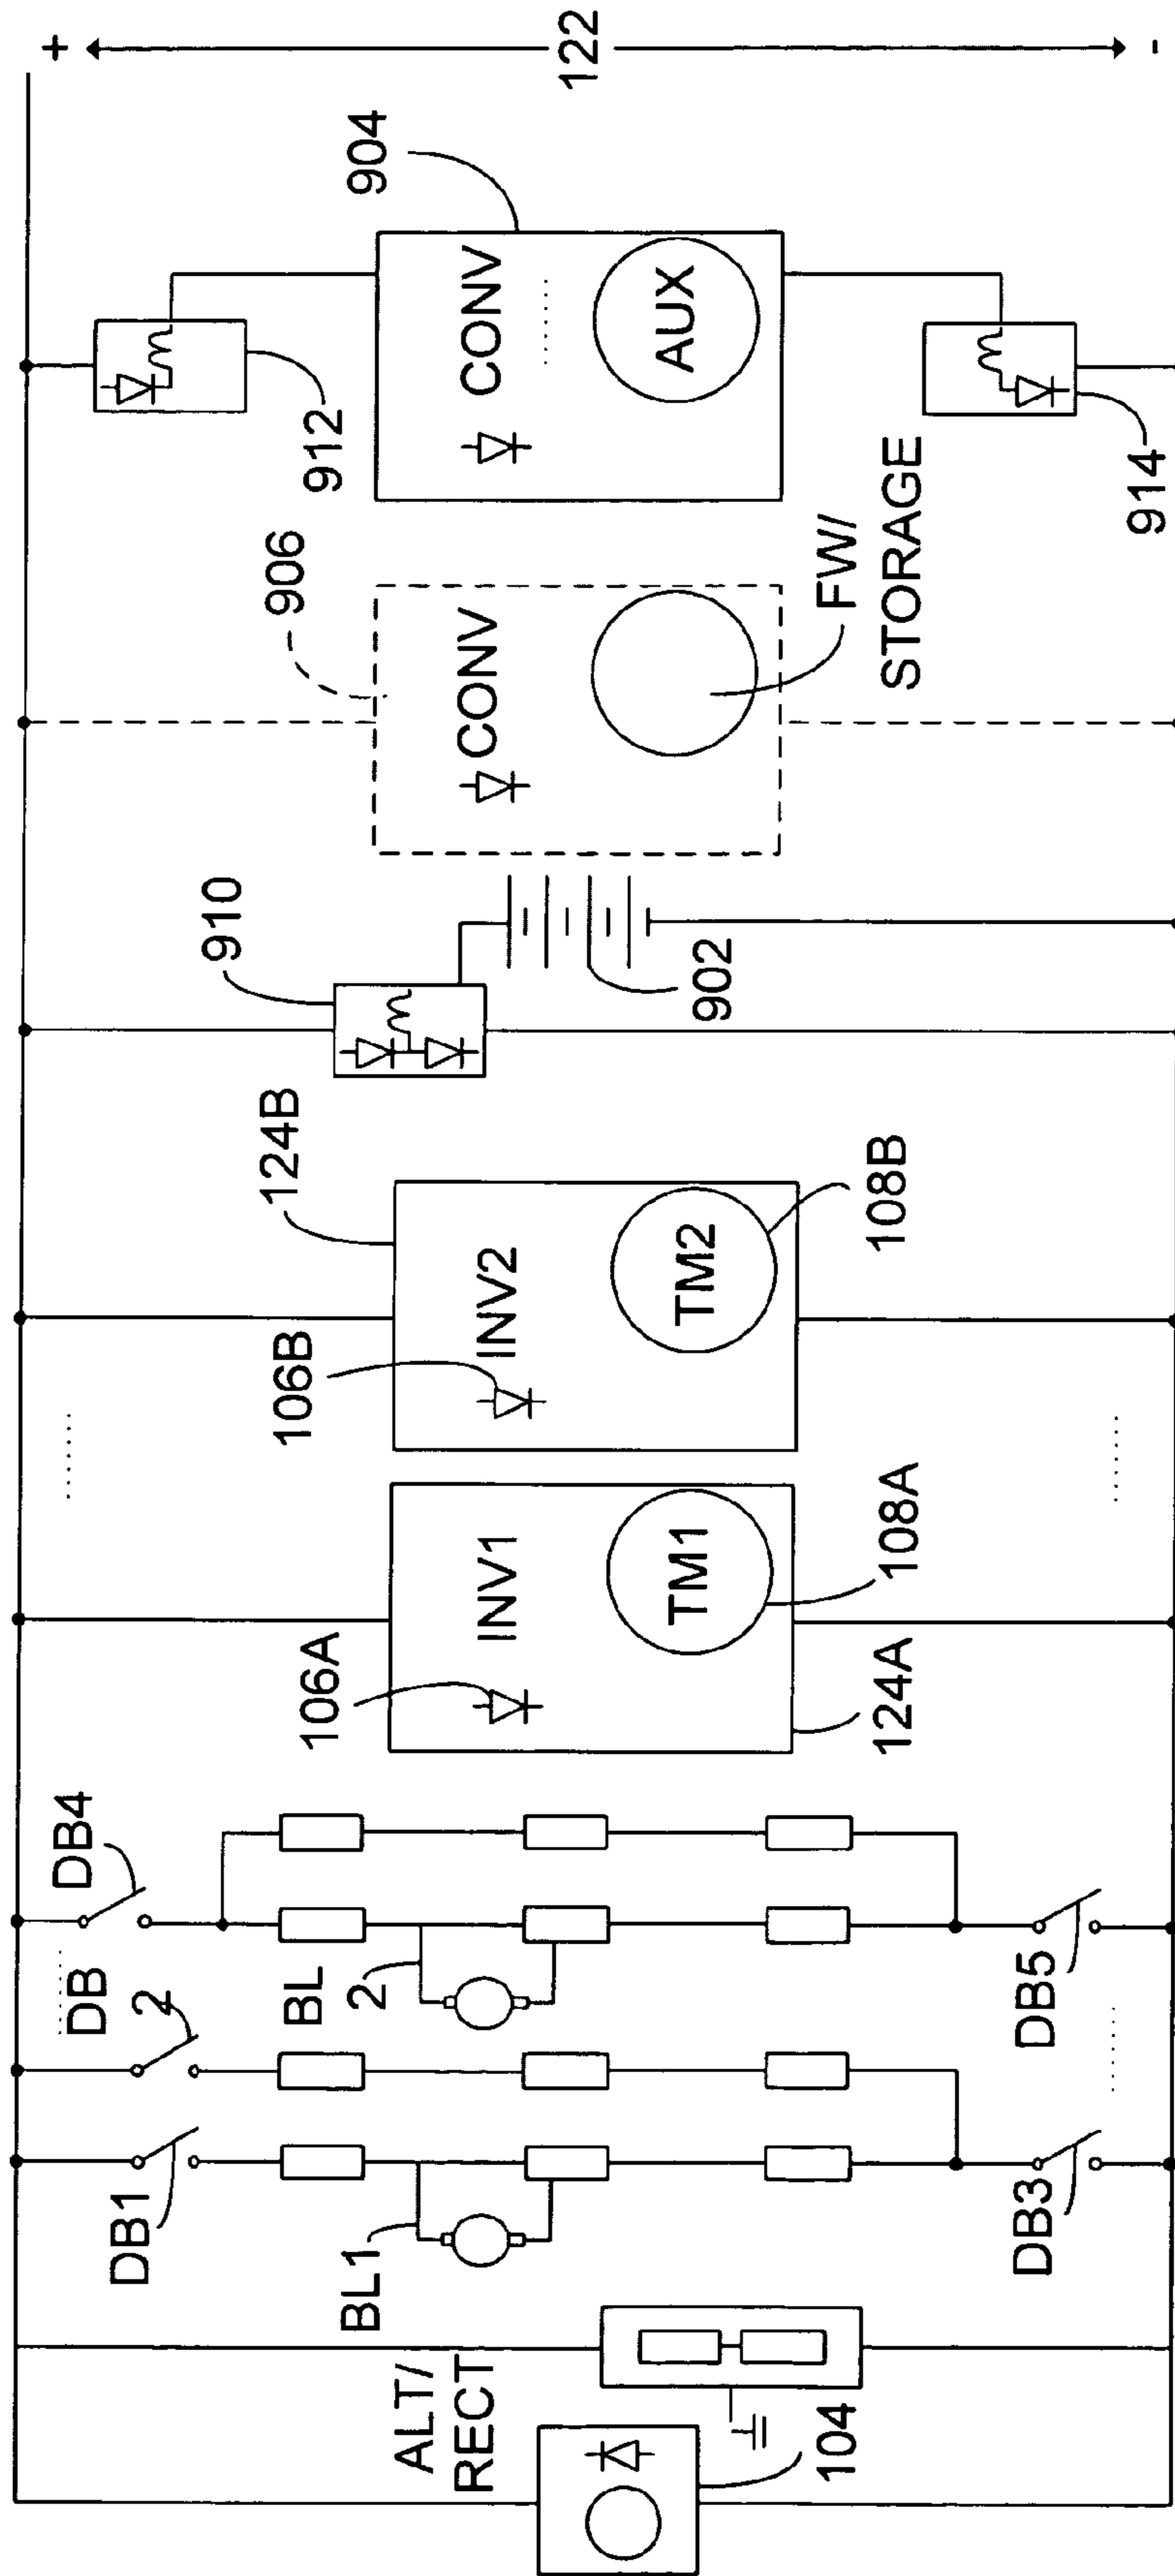 ALT/
RECT
104
DB1
BL1
DB3
DB
2
BL
2
DB4
DB5
106A
INV1
TM1
108A
124A
106B
INV2
TM2
108B
124B
910
902
906
CONV
FW/
STORAGE
912
CONV
AUX
904
914
+
122
-